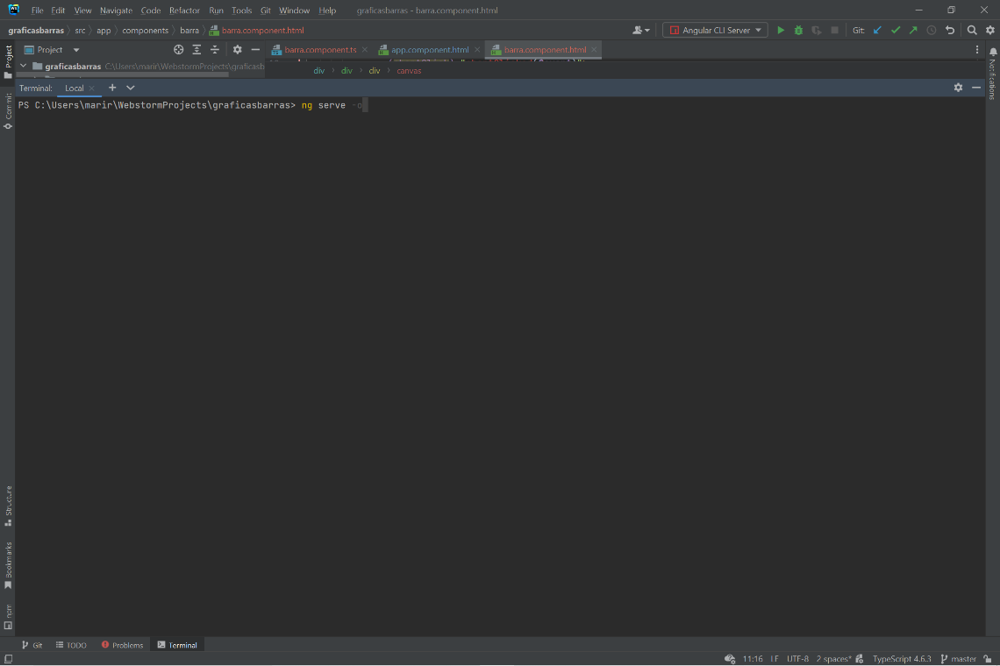 File Edit View Navigate Code Refactor Run Tools Git Window Help graficasbarras - barra.component.html
graficasbarras src app components barra barra.component.html Angular CLI Server Git:
Project barra.component.ts app.component.html barra.component.html
graficasbarras C:\Users\marir\WebstormProjects\graficasb
div div div canvas
Terminal: Local
PS C:\Users\marir\WebstormProjects\graficasbarras> ng serve -o
Project
Commit
Structure
Bookmarks
npm
Notifications
Git TODO Problems Terminal
11:16 LF UTF-8 2 spaces* TypeScript 4.6.3 master